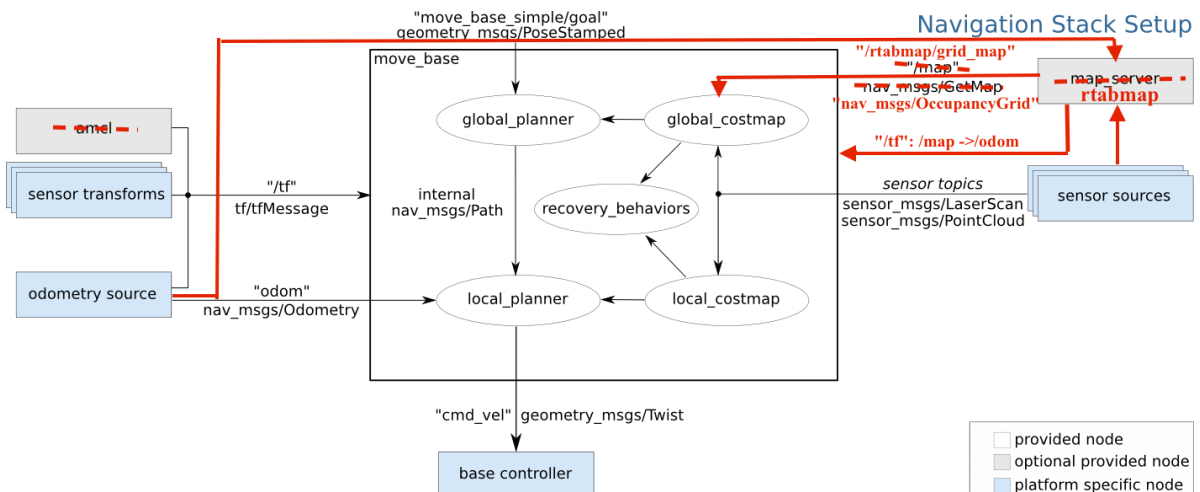 "move_base_simple/goal"
geometry_msgs/PoseStamped
Navigation Stack Setup
move_base
"/rtabmap/grid_map"
"/map"
nav_msgs/GetMap
"nav_msgs/OccupancyGrid"
map_server
rtabmap
amcl
global_planner
global_costmap
"/tf": /map ->/odom
sensor transforms
"/tf"
tf/tfMessage
internal
nav_msgs/Path
recovery_behaviors
sensor topics
sensor_msgs/LaserScan
sensor_msgs/PointCloud
sensor sources
odometry source
"odom"
nav_msgs/Odometry
local_planner
local_costmap
"cmd_vel" geometry_msgs/Twist
base controller
provided node
optional provided node
platform specific node